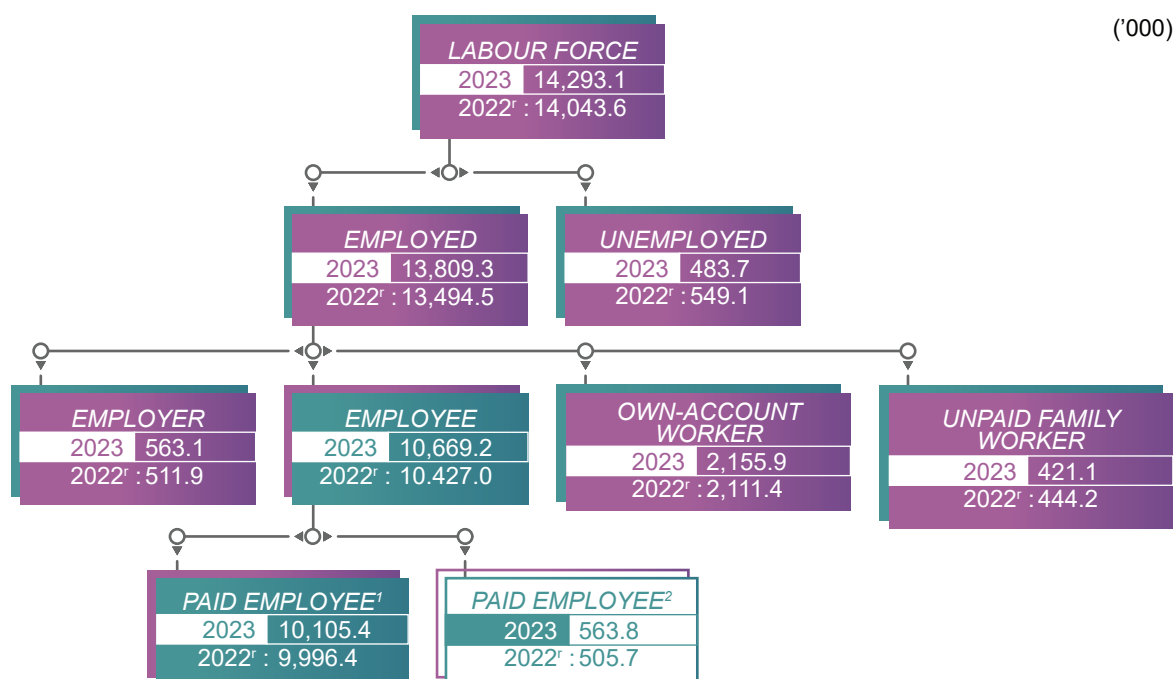 (’000)
LABOUR FORCE
2023 14,293.1
2022ʳ : 14,043.6
EMPLOYED
2023 13,809.3
2022ʳ : 13,494.5
UNEMPLOYED
2023 483.7
2022ʳ : 549.1
EMPLOYER
2023 563.1
2022ʳ : 511.9
EMPLOYEE
2023 10,669.2
2022ʳ : 10.427.0
OWN-ACCOUNT
WORKER
2023 2,155.9
2022ʳ : 2,111.4
UNPAID FAMILY
WORKER
2023 421.1
2022ʳ : 444.2
PAID EMPLOYEE¹
2023 10,105.4
2022ʳ : 9,996.4
PAID EMPLOYEE²
2023 563.8
2022ʳ : 505.7